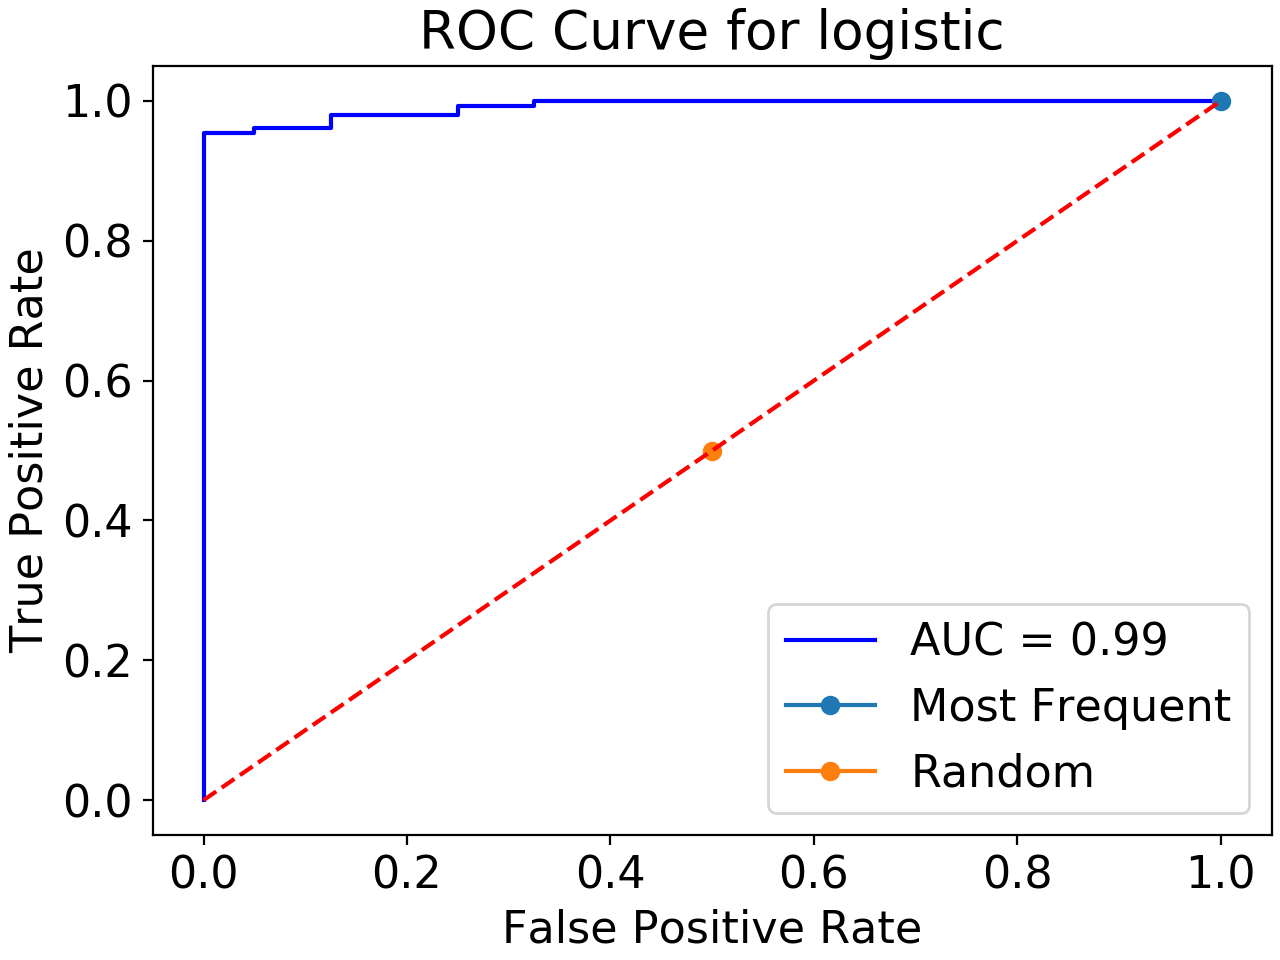 ROC Curve for logistic
True Positive Rate
1.0
0.8
0.6
0.4
0.2
0.0
AUC = 0.99
Most Frequent
Random
0.0 0.2 0.4 0.6 0.8 1.0
False Positive Rate